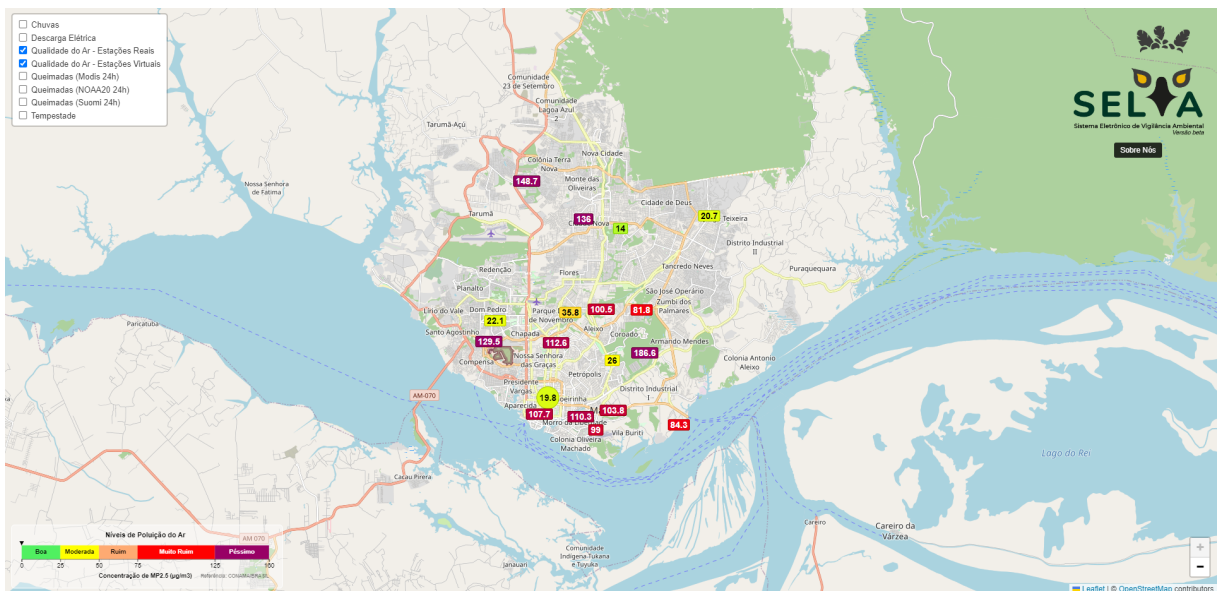 Chuvas
Descarga Elétrica
Qualidade do Ar - Estações Reais
Qualidade do Ar - Estações Virtuais
Queimadas (Modis 24h)
Queimadas (NOAA20 24h)
Queimadas (Suomi 24h)
Tempestade
SELVA
Sistema Eletrônico de Vigilância Ambiental
Versão beta
Sobre Nós
Comunidade
23 de Setembro
Comunidade
Lagoa Azul
2
Tarumã-Açú
Nova Cidade
Colônia Terra
Nova
Monte das
Oliveiras
148.7
Nossa Senhora
de Fatima
Cidade de Deus
Tarumã
136
Nova
14
20.7
Teixeira
Distrito Industrial
II
Redenção
Flores
Tancredo Neves
Puraquequara
Planalto
São José Operário
Zumbi dos
Palmares
Lírio do Vale
Dom Pedro
22.1
Parque
de Novembro
35.8
100.5
81.8
Paricatuba
Santo Agostinho
Chapada
Aleixo
Coroado
Armando Mendes
129.5
112.6
186.6
Compensa
Nossa Senhora
das Graças
26
Colonia Antonio
Aleixo
Petrópolis
Presidente
Vargas
Distrito Industrial
I
AM-070
19.8
Aparecida
107.7
110.3
103.8
99
84.3
Vila Buriti
Colonia Oliveira
Machado
Lago do Rei
Cacau Pirera
Careiro
Careiro da
Várzea
AM 070
Comunidade
Indígena-Tukana
e-Tuyuka
Janauari
Níveis de Poluição do Ar
Boa
Moderada
Ruim
Muito Ruim
Péssimo
0
25
50
75
125
160
Concentração de MP2.5 (µg/m3)
Referência: CONAMA/BRASIL
+
−
Leaflet | © OpenStreetMap contributors